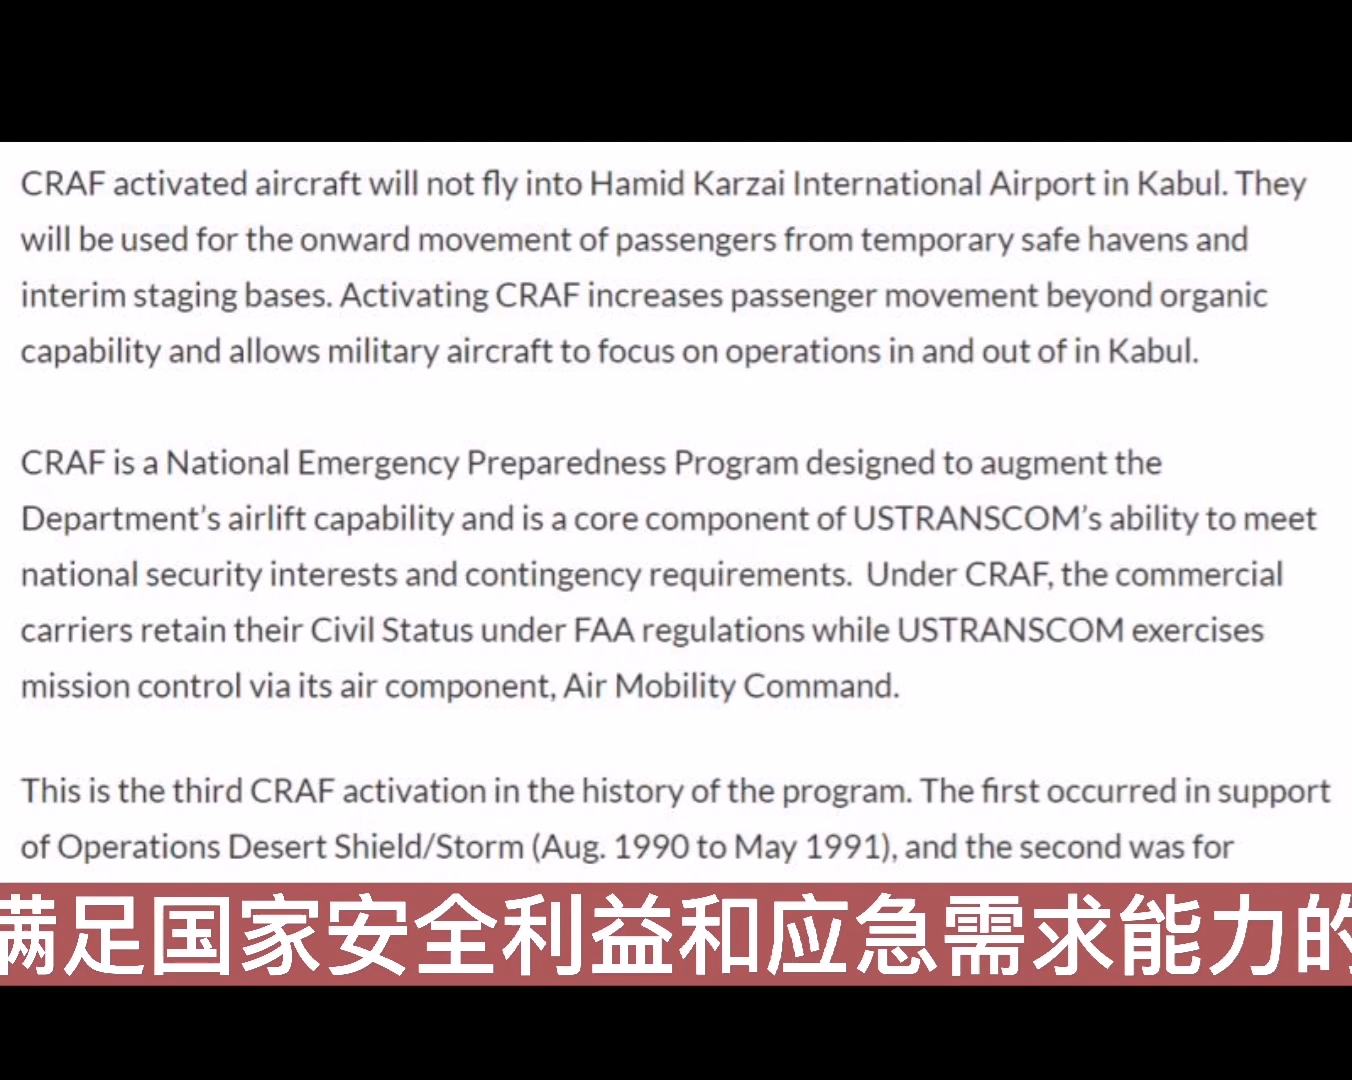 CRAF activated aircraft will not fly into Hamid Karzai International Airport in Kabul. They
will be used for the onward movement of passengers from temporary safe havens and
interim staging bases. Activating CRAF increases passenger movement beyond organic
capability and allows military aircraft to focus on operations in and out of in Kabul.
CRAF is a National Emergency Preparedness Program designed to augment the
Department’s airlift capability and is a core component of USTRANSCOM’s ability to meet
national security interests and contingency requirements.  Under CRAF, the commercial
carriers retain their Civil Status under FAA regulations while USTRANSCOM exercises
mission control via its air component, Air Mobility Command.
This is the third CRAF activation in the history of the program. The first occurred in support
of Operations Desert Shield/Storm (Aug. 1990 to May 1991), and the second was for
满足国家安全利益和应急需求能力的